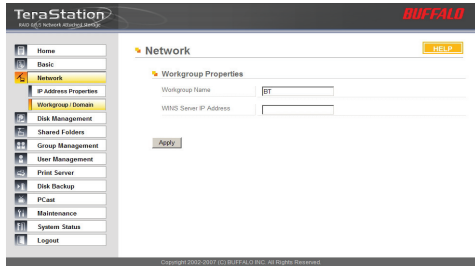 TeraStation
RAID 0/1/5 Network Attached Storage
BUFFALO
Home
Basic
Network
IP Address Properties
Workgroup / Domain
Disk Management
Shared Folders
Group Management
User Management
Print Server
Disk Backup
PCast
Maintenance
System Status
Logout
Network
HELP
Workgroup Properties
Workgroup Name
BT
WINS Server IP Address
Apply
Copyright 2002-2007 (C) BUFFALO INC. All Rights Reserved